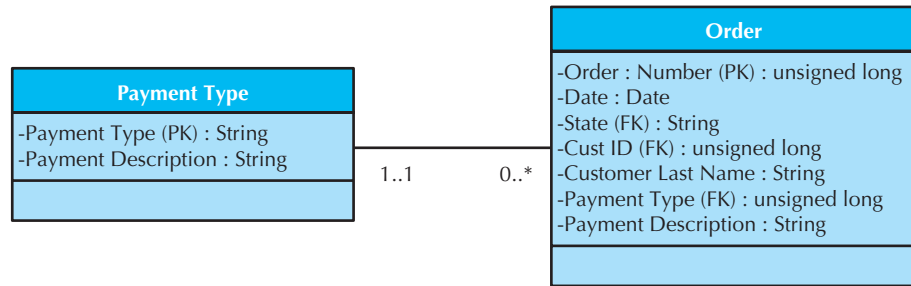 Payment Type
-Payment Type (PK) : String
-Payment Description : String
1..1
0..*
Order
-Order : Number (PK) : unsigned long
-Date : Date
-State (FK) : String
-Cust ID (FK) : unsigned long
-Customer Last Name : String
-Payment Type (FK) : unsigned long
-Payment Description : String